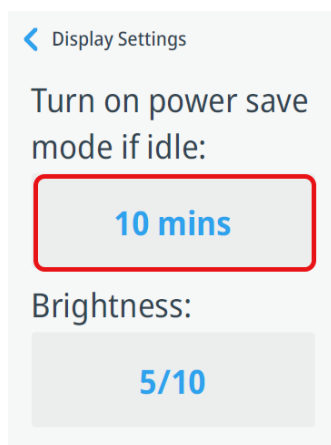 Display Settings
Turn on power save
mode if idle:
10 mins
Brightness:
5/10